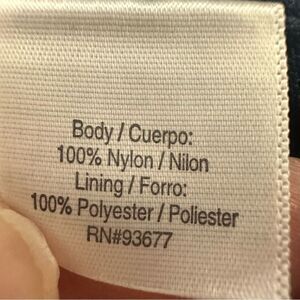 Body / Cuerpo:
100% Nylon / Nilon
Lining / Forro:
100% Polyester / Poliester
RN#93677